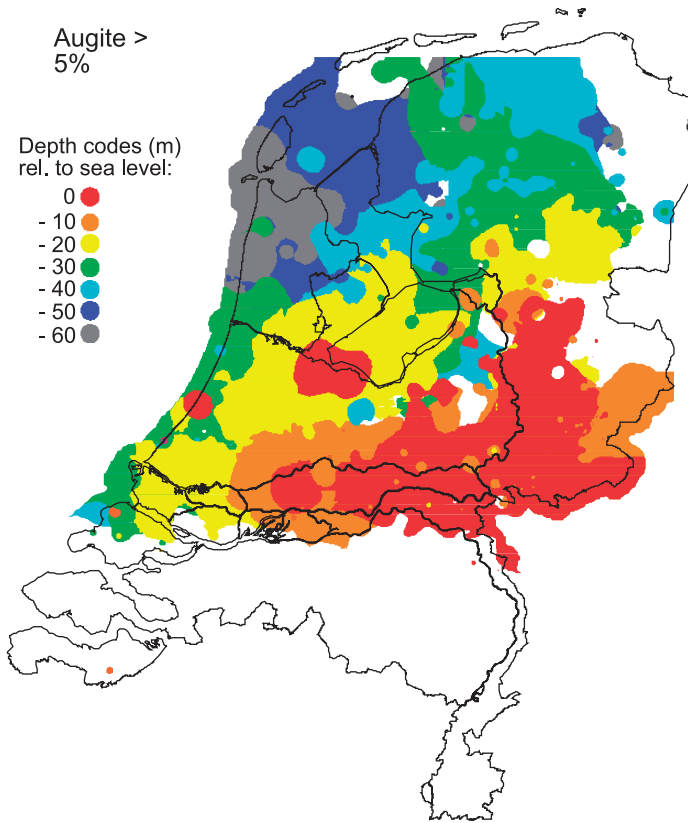 Augite >
5%
Depth codes (m)
rel. to sea level:
0
- 10
- 20
- 30
- 40
- 50
- 60